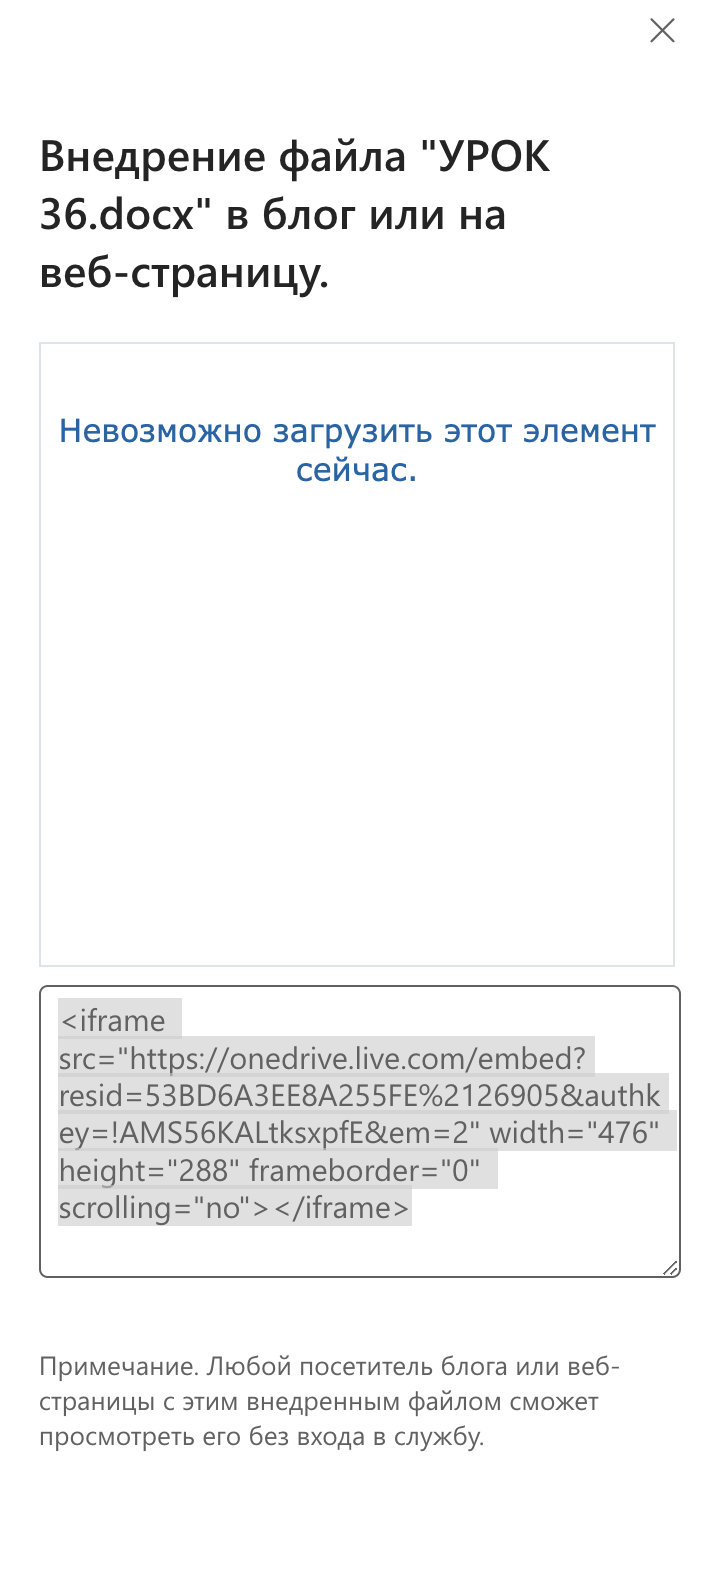 Внедрение файла "УРОК
36.docx" в блог или на
веб-страницу.
Невозможно загрузить этот элемент
сейчас.
<iframe
src="https://onedrive.live.com/embed?
resid=53BD6A3EE8A255FE%2126905&authk
ey=!AMS56KALtksxpfE&em=2" width="476"
height="288" frameborder="0"
scrolling="no"></iframe>
Примечание. Любой посетитель блога или веб-
страницы с этим внедренным файлом сможет
просмотреть его без входа в службу.